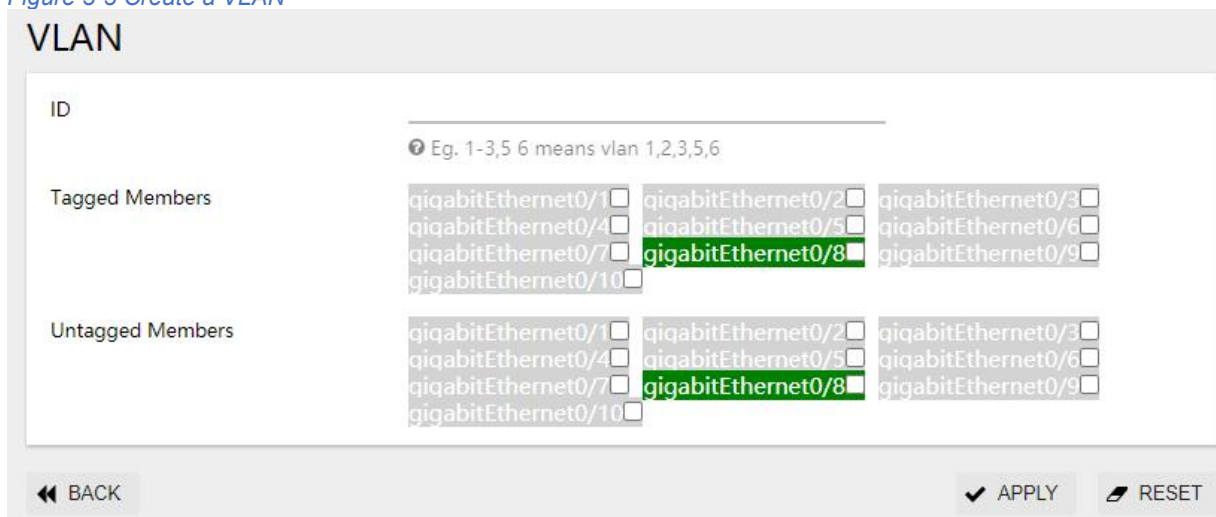 Figure 3-3 Create a VLAN
VLAN
ID
Eg. 1-3,5 6 means vlan 1,2,3,5,6
Tagged Members
gigabitEthernet0/1 gigabitEthernet0/2 gigabitEthernet0/3
gigabitEthernet0/4 gigabitEthernet0/5 gigabitEthernet0/6
gigabitEthernet0/7 gigabitEthernet0/8 gigabitEthernet0/9
gigabitEthernet0/10
Untagged Members
gigabitEthernet0/1 gigabitEthernet0/2 gigabitEthernet0/3
gigabitEthernet0/4 gigabitEthernet0/5 gigabitEthernet0/6
gigabitEthernet0/7 gigabitEthernet0/8 gigabitEthernet0/9
gigabitEthernet0/10
BACK APPLY RESET